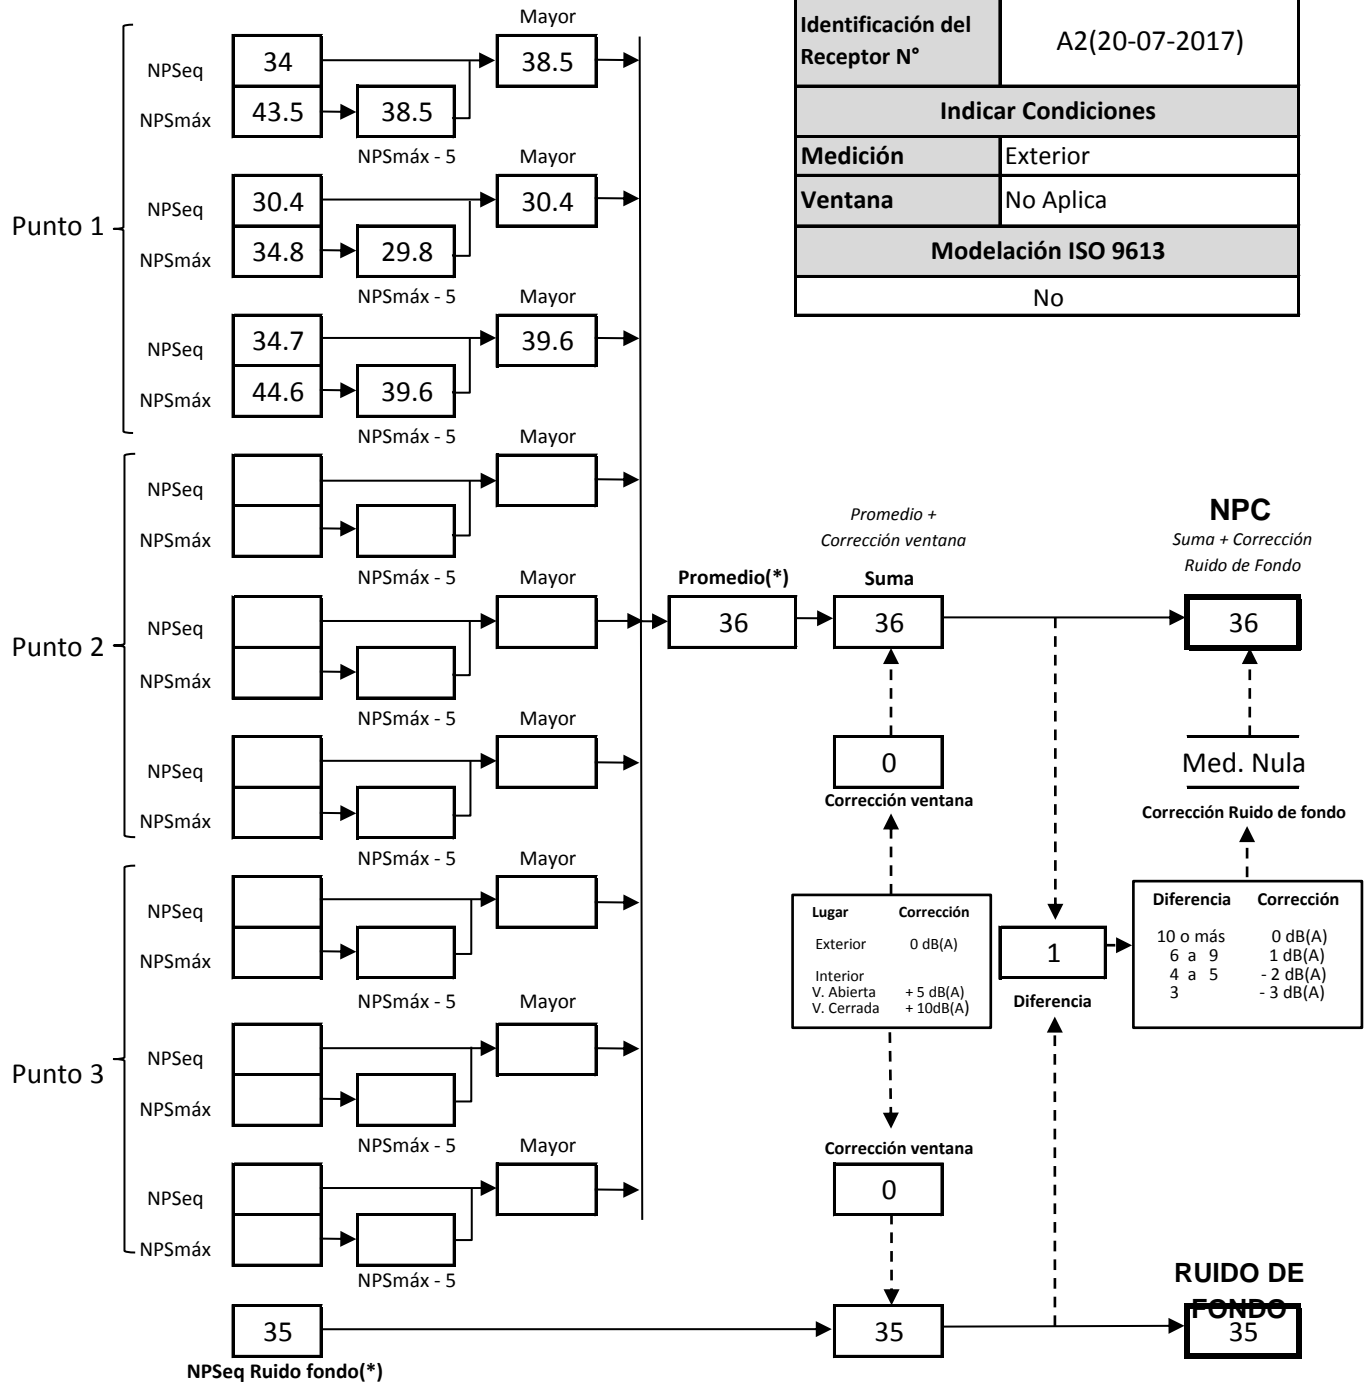 Identificación del
Receptor N°
A2(20-07-2017)
Indicar Condiciones
Medición
Exterior
Ventana
No Aplica
Modelación ISO 9613
No
Punto 1
Mayor
NPSeq
34
38.5
NPSmáx
43.5
38.5
NPSmáx - 5
Mayor
NPSeq
30.4
30.4
NPSmáx
34.8
29.8
NPSmáx - 5
Mayor
NPSeq
34.7
39.6
NPSmáx
44.6
39.6
NPSmáx - 5
Punto 2
Mayor
NPSeq
NPSmáx
NPSmáx - 5
Mayor
NPSeq
NPSmáx
NPSmáx - 5
Mayor
NPSeq
NPSmáx
NPSmáx - 5
Punto 3
Mayor
NPSeq
NPSmáx
NPSmáx - 5
Mayor
NPSeq
NPSmáx
NPSmáx - 5
Mayor
NPSeq
NPSmáx
NPSmáx - 5
Promedio(*)
36
Promedio +
Corrección ventana
Suma
36
0
Corrección ventana
Lugar Corrección
Exterior 0 dB(A)
Interior
V. Abierta + 5 dB(A)
V. Cerrada + 10dB(A)
Corrección ventana
0
NPC
Suma + Corrección
Ruido de Fondo
36
Med. Nula
Corrección Ruido de fondo
Diferencia Corrección
10 o más 0 dB(A)
6 a 9 1 dB(A)
4 a 5 - 2 dB(A)
3 - 3 dB(A)
1
Diferencia
35
NPSeq Ruido fondo(*)
35
RUIDO DE
FONDO
35